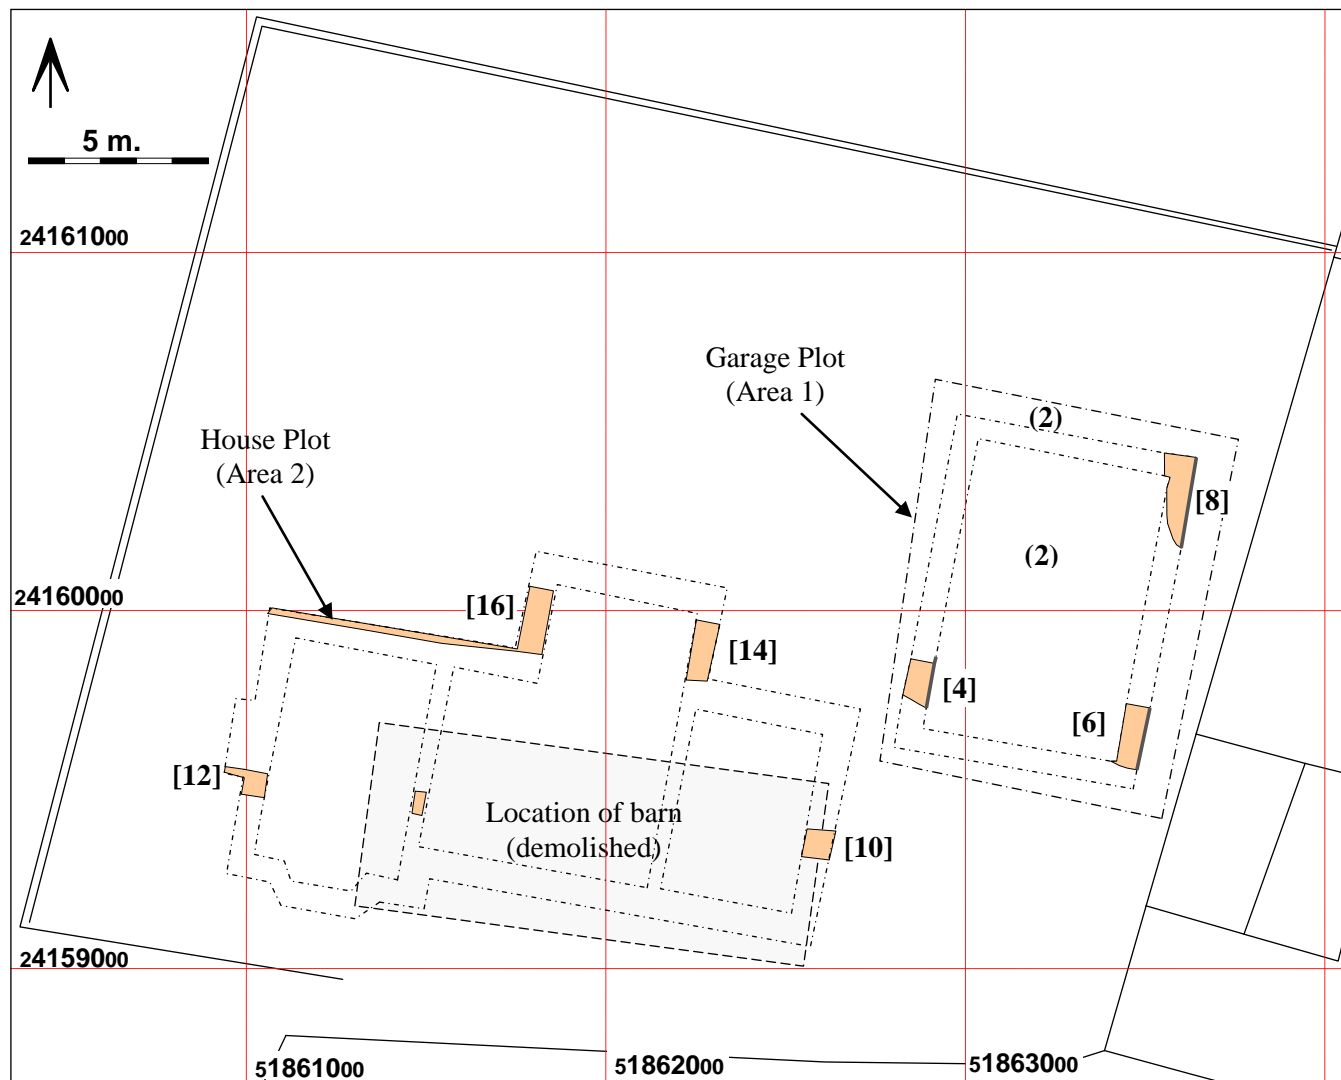 5 m.
24161000
Garage Plot
(Area 1)
(2)
House Plot
(Area 2)
[8]
(2)
24160000
[16]
[14]
[4]
[6]
[12]
Location of barn
(demolished)
[10]
24159000
51861000
51862000
51863000